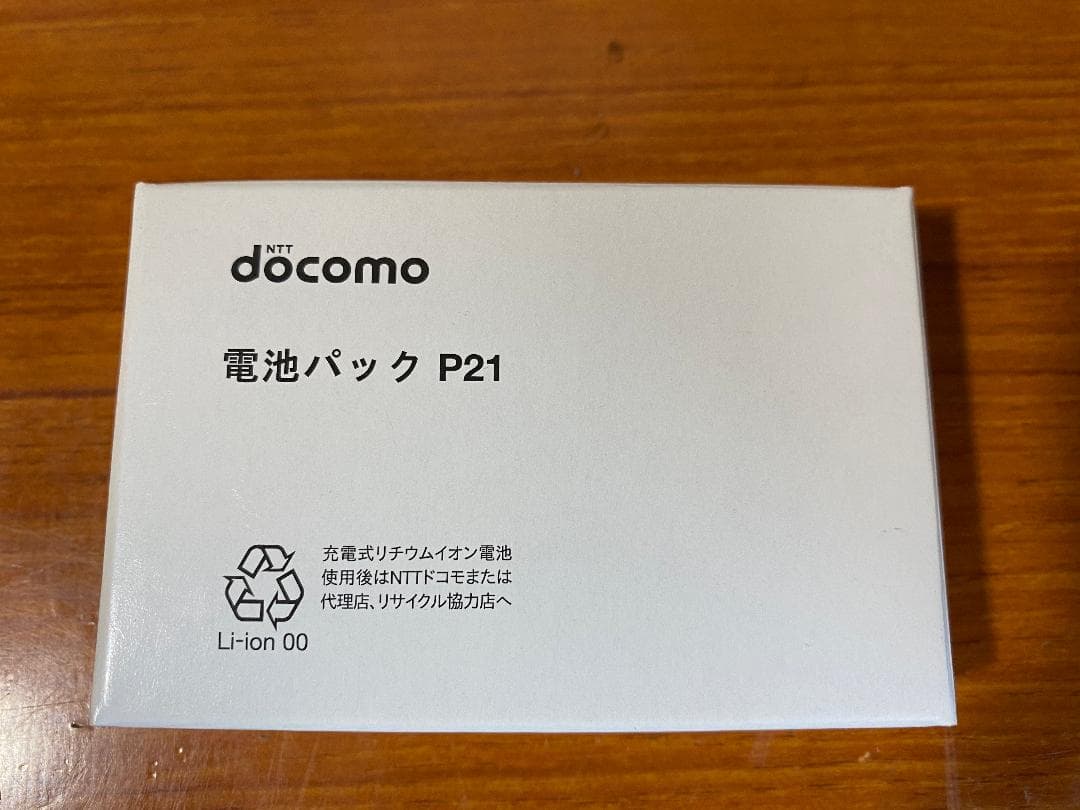 NTT
docomo
電池パック P21
充電式リチウムイオン電池
使用後はNTTドコモまたは
代理店、リサイクル協力店へ
Li-ion 00